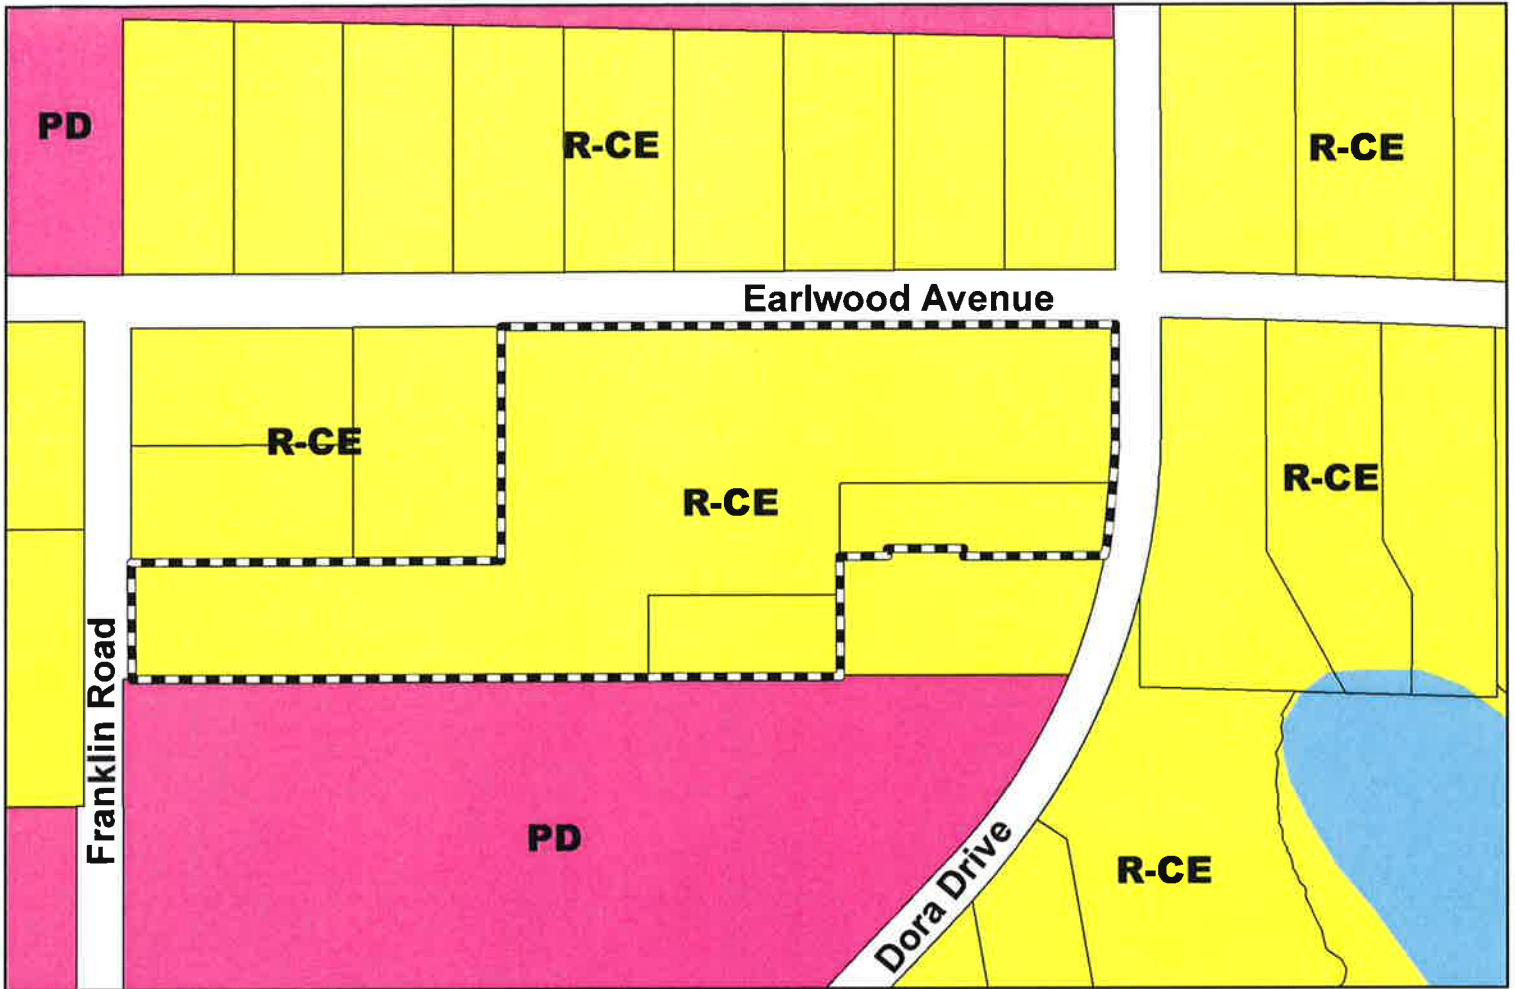 PD
R-CE
R-CE
Earlwood Avenue
R-CE
R-CE
R-CE
Franklin Road
PD
Dora Drive
R-CE